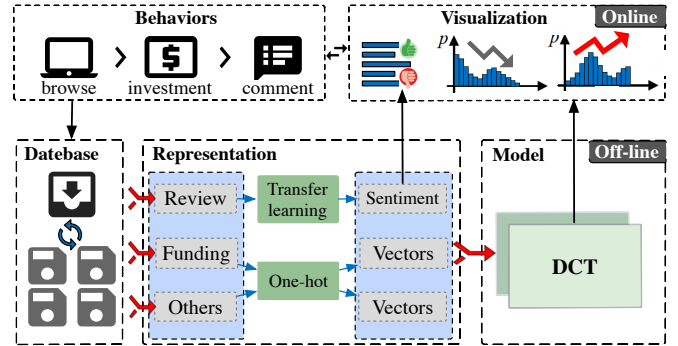 Behaviors
browse
investment
comment
Visualization
Online
p
p
Datebase
Representation
Review
Transfer
learning
Sentiment
Funding
One-hot
Vectors
Others
Vectors
Model
Off-line
DCT